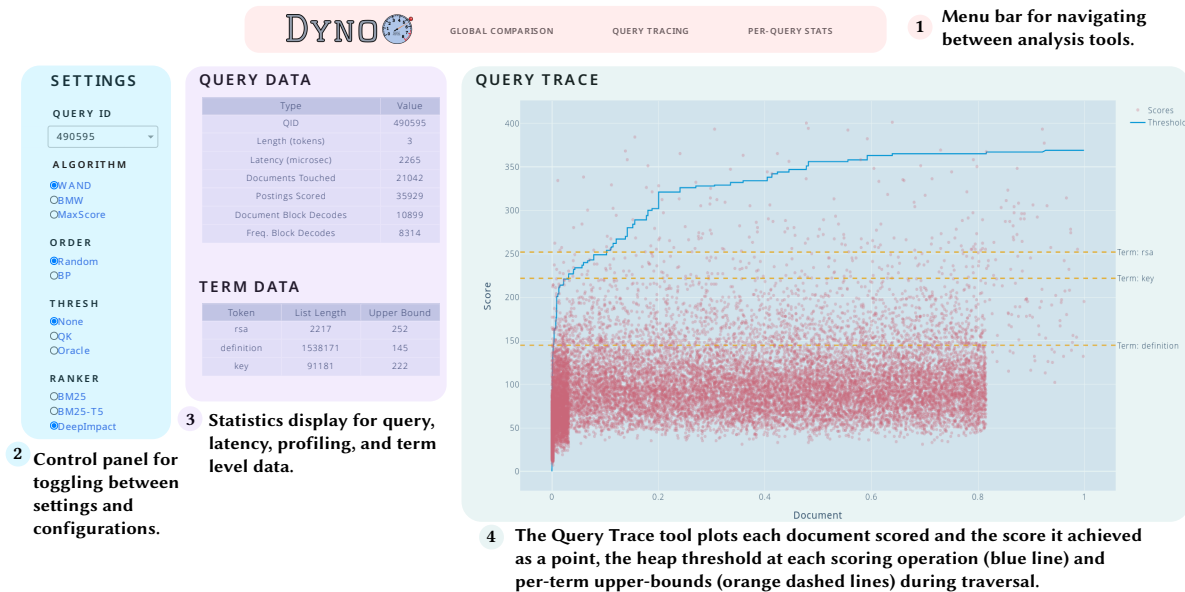 DYNO
GLOBAL COMPARISON
QUERY TRACING
PER-QUERY STATS
1
Menu bar for navigating
between analysis tools.
SETTINGS
QUERY ID
490595
ALGORITHM
WAND
BMW
MaxScore
ORDER
Random
BP
THRESH
None
QK
Oracle
RANKER
BM25
BM25-T5
DeepImpact
2
Control panel for
toggling between
settings and
configurations.
QUERY DATA
Type Value
QID 490595
Length (tokens) 3
Latency (microsec) 2265
Documents Touched 21042
Postings Scored 35929
Document Block Decodes 10899
Freq. Block Decodes 8314
TERM DATA
Token List Length Upper Bound
rsa 2217 252
definition 1538171 145
key 91181 222
3
Statistics display for query,
latency, profiling, and term
level data.
QUERY TRACE
Scores
Threshold
400
350
300
250
200
150
100
50
0
Score
Term: rsa
Term: key
Term: definition
0 0.2 0.4 0.6 0.8 1
Document
4
The Query Trace tool plots each document scored and the score it achieved
as a point, the heap threshold at each scoring operation (blue line) and
per-term upper-bounds (orange dashed lines) during traversal.